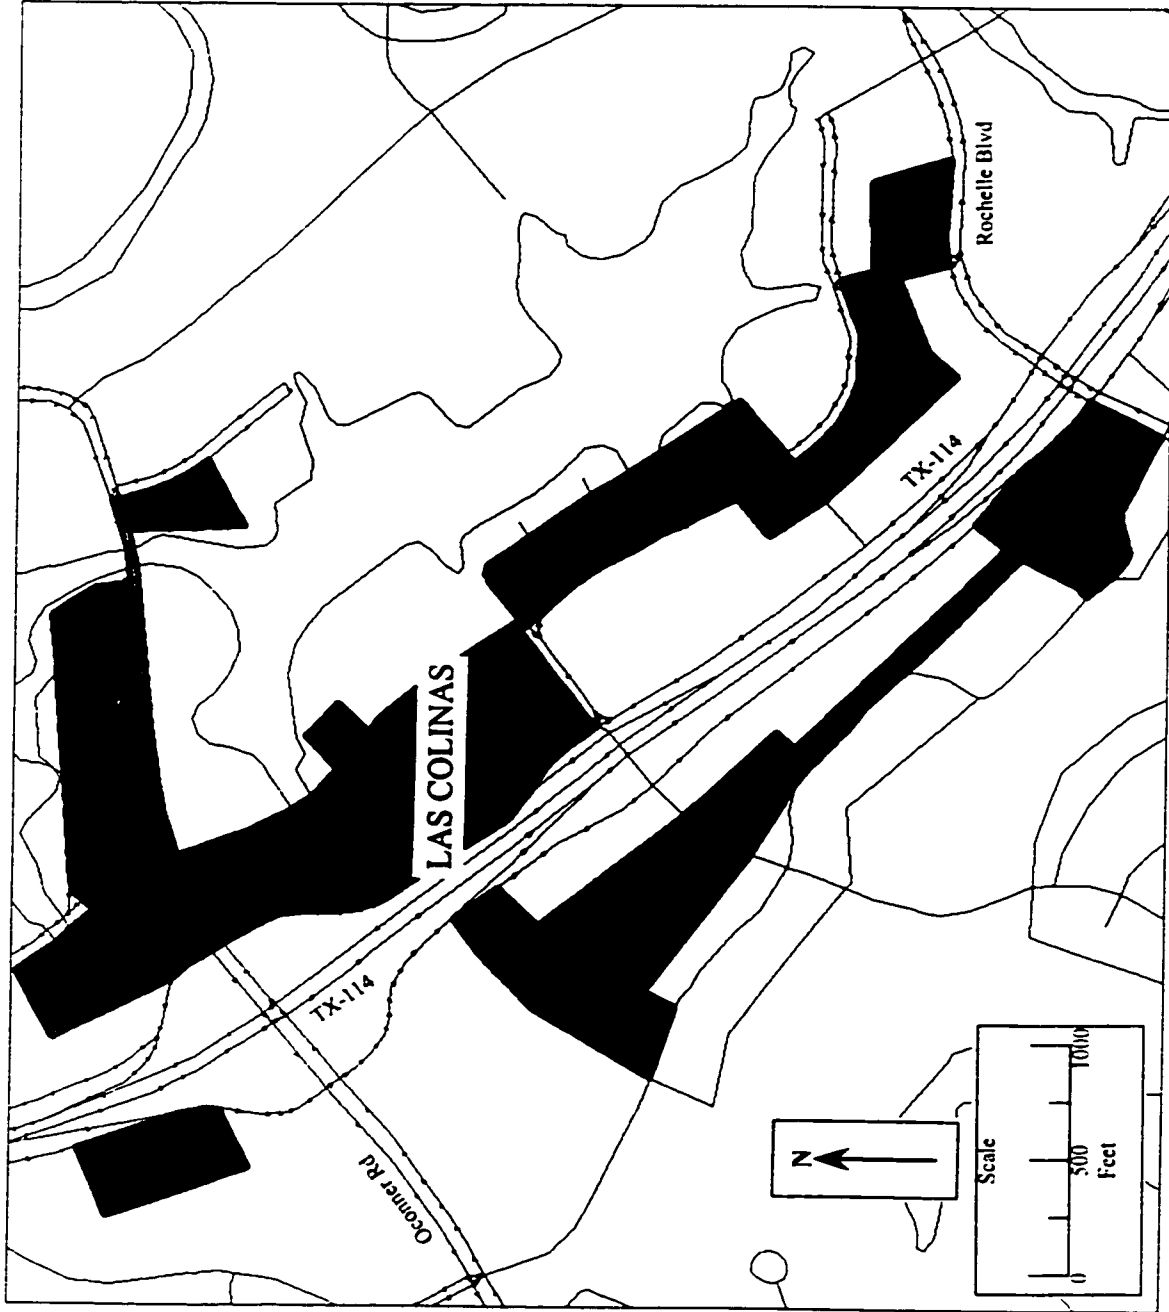 Rochelle Blvd
TX-114
LAS COLINAS
TX-114
Oconner Rd
N
Scale
0 500 1000
Feet